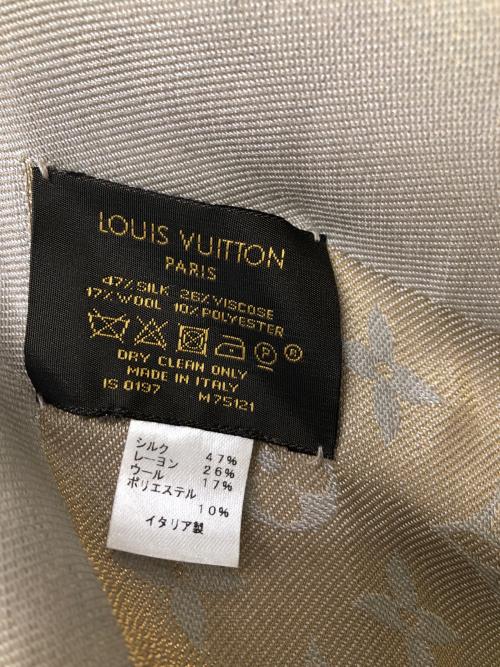 LOUIS VUITTON
PARIS
47% SILK 26% VISCOSE
17% WOOL 10% POLYESTER
P ®
DRY CLEAN ONLY
MADE IN ITALY
IS 0197 M75121
シルク 47%
レーヨン 26%
ウール 17%
ポリエステル
10%
イタリア製